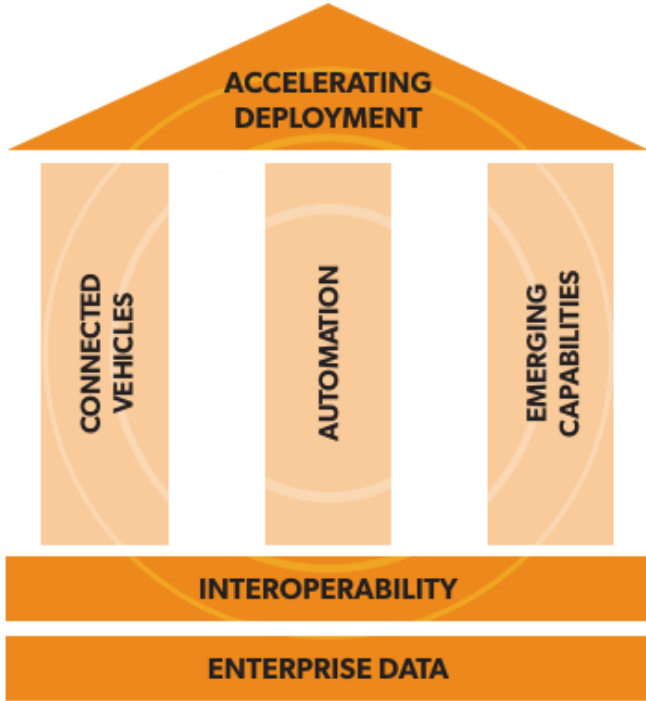 ACCELERATING
DEPLOYMENT
CONNECTED
VEHICLES
AUTOMATION
EMERGING
CAPABILITIES
INTEROPERABILITY
ENTERPRISE DATA